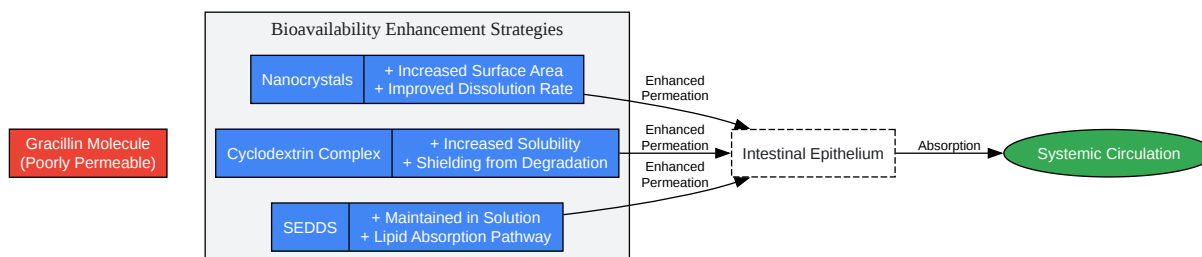 Bioavailability Enhancement Strategies
Gracillin Molecule
(Poorly Permeable)
Nanocrystals
+ Increased Surface Area
+ Improved Dissolution Rate
Cyclodextrin Complex
+ Increased Solubility
+ Shielding from Degradation
SEDDS
+ Maintained in Solution
+ Lipid Absorption Pathway
Enhanced
Permeation
Enhanced
Permeation
Enhanced
Permeation
Intestinal Epithelium
Absorption
Systemic Circulation